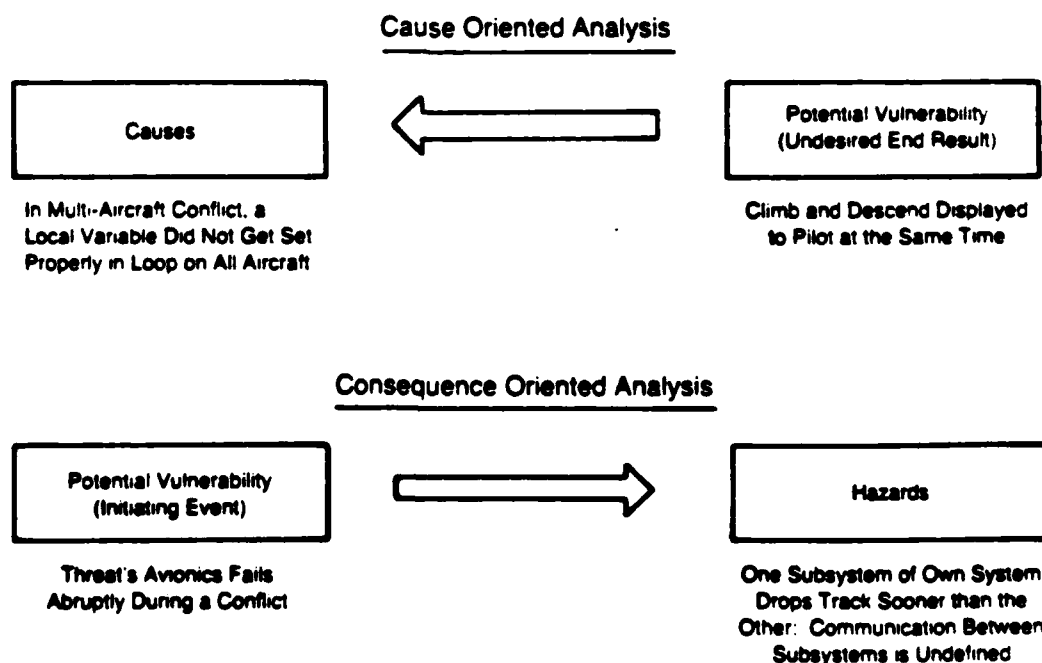 Cause Oriented Analysis
Causes
Potential Vulnerability
(Undesired End Result)
In Multi-Aircraft Conflict, a
Local Variable Did Not Get Set
Properly in Loop on All Aircraft
Climb and Descend Displayed
to Pilot at the Same Time
Consequence Oriented Analysis
Potential Vulnerability
(Initiating Event)
Hazards
Threat's Avionics Fails
Abruptly During a Conflict
One Subsystem of Own System
Drops Track Sooner than the
Other: Communication Between
Subsystems is Undefined